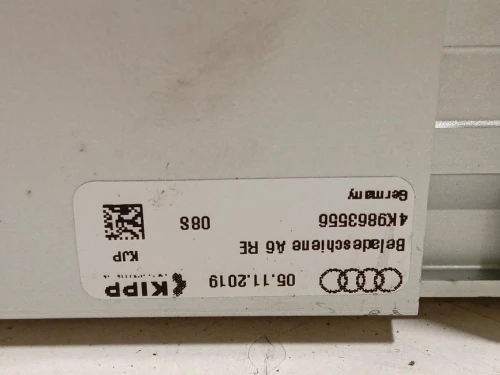 05.11.2019 KIPP
Beladeschiene A6 RE KJP
4K9863556 08S
Germany